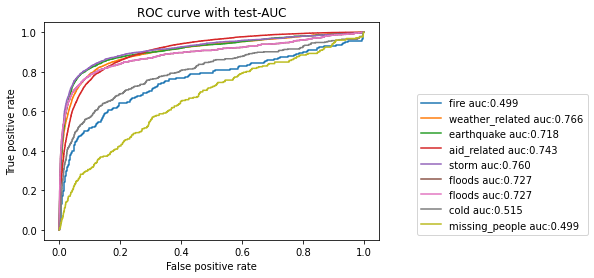 ROC curve with test-AUC
1.0
0.8
0.6
0.4
0.2
0.0
True positive rate
0.0 0.2 0.4 0.6 0.8 1.0
False positive rate
fire auc:0.499
weather_related auc:0.766
earthquake auc:0.718
aid_related auc:0.743
storm auc:0.760
floods auc:0.727
floods auc:0.727
cold auc:0.515
missing_people auc:0.499